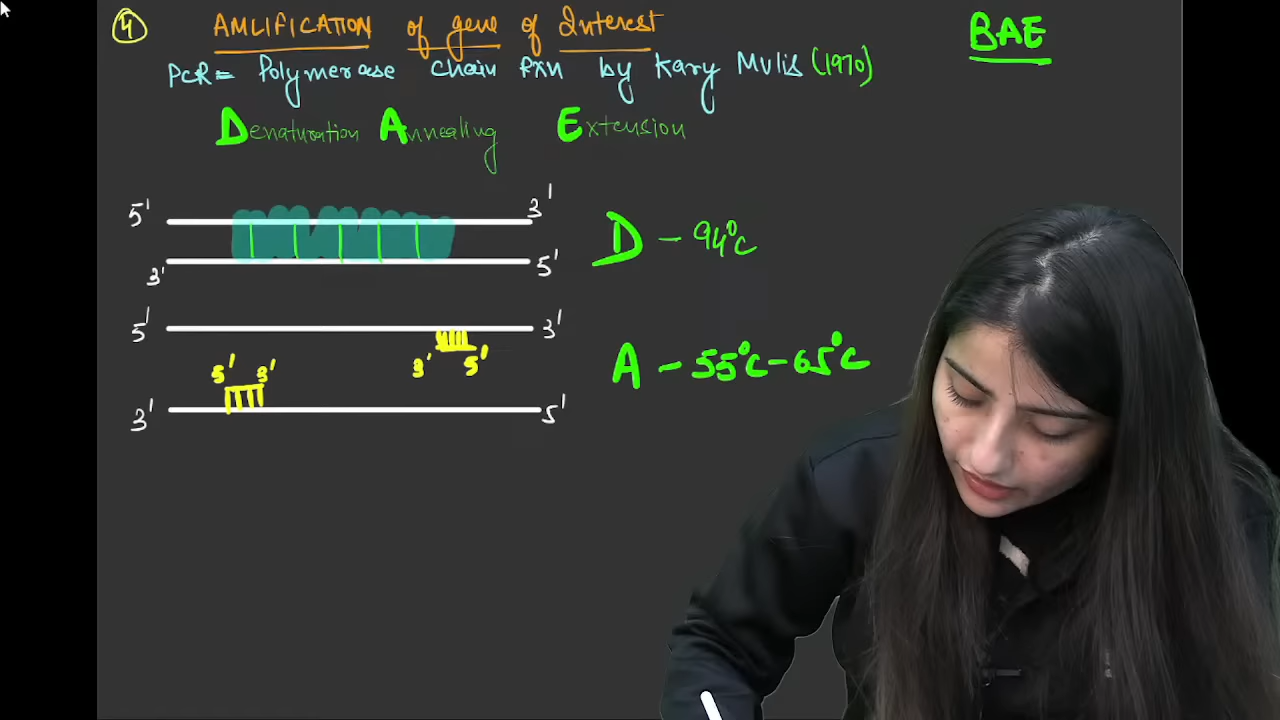 4 AMLIFICATION of gene of Interest
BAE
PCR = Polymerase Chain rxn by Kary Mulis (1970)
Denaturation Annealing Extension
5' 3'
D - 94°C
3' 5'
5' 3'
3' 5'
A - 55°C - 65°C
5' 3'
3' 5'